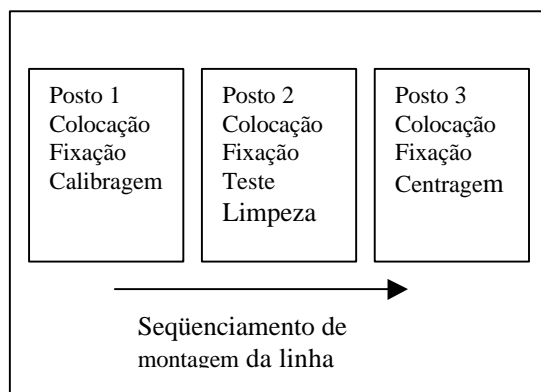 Posto 1
Colocação
Fixação
Calibragem
Posto 2
Colocação
Fixação
Teste
Limpeza
Posto 3
Colocação
Fixação
Centragem
Seqüenciamento de
montagem da linha